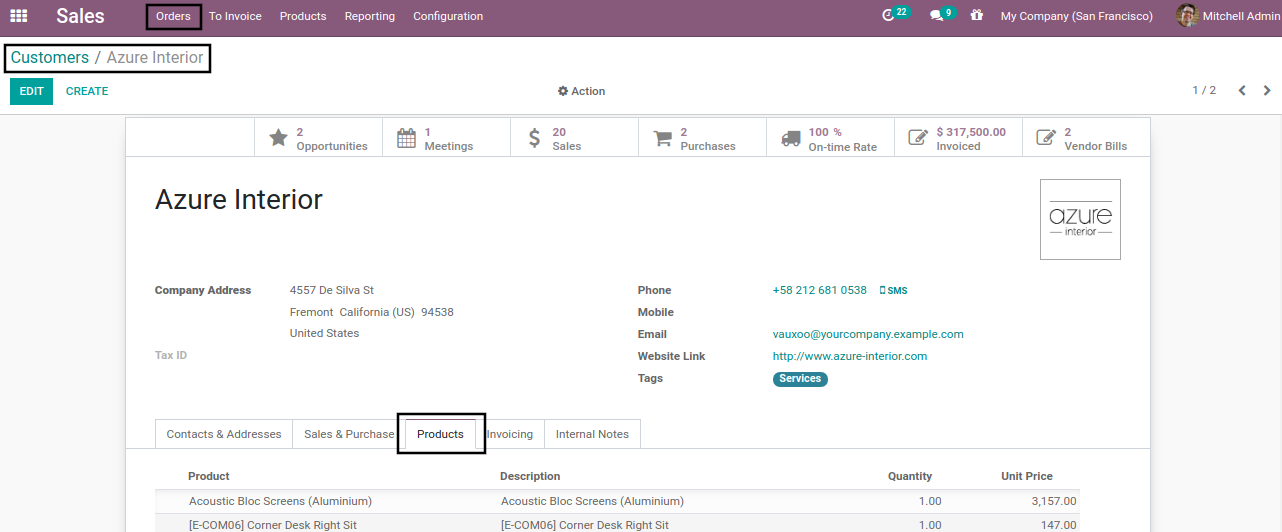 Sales Orders To Invoice Products Reporting Configuration 22 9 My Company (San Francisco) Mitchell Admin
Customers / Azure Interior
EDIT CREATE Action 1 / 2
2 Opportunities
1 Meetings
20 Sales
2 Purchases
100 % On-time Rate
$ 317,500.00 Invoiced
2 Vendor Bills
Azure Interior
azure
interior
Company Address 4557 De Silva St
Fremont California (US) 94538
United States
Tax ID
Phone +58 212 681 0538 SMS
Mobile
Email vauxoo@yourcompany.example.com
Website Link http://www.azure-interior.com
Tags Services
Contacts & Addresses Sales & Purchase Products Invoicing Internal Notes
Product Description Quantity Unit Price
Acoustic Bloc Screens (Aluminium) Acoustic Bloc Screens (Aluminium) 1.00 3,157.00
[E-COM06] Corner Desk Right Sit [E-COM06] Corner Desk Right Sit 1.00 147.00